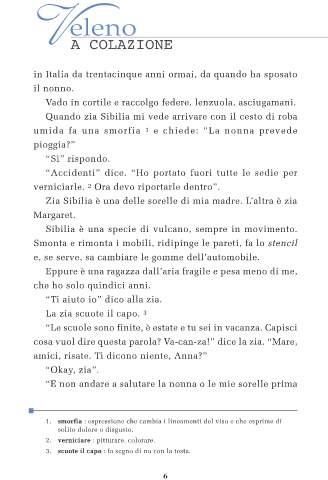 Veleno
A COLAZIONE
in Italia da trentacinque anni ormai, da quando ha sposato
il nonno.
Vado in cortile e raccolgo federe, lenzuola, asciugamani.
Quando zia Sibilia mi vede arrivare con il cesto di roba
umida fa una smorfia 1 e chiede: “La nonna prevede
pioggia?”
“Sì” rispondo.
“Accidenti” dice. “Ho portato fuori tutte le sedie per
verniciarle. 2 Ora devo riportarle dentro”.
Zia Sibilia è una delle sorelle di mia madre. L'altra è zia
Margaret.
Sibilia è una specie di vulcano, sempre in movimento.
Smonta e rimonta i mobili, ridipinge le pareti, fa lo stencil
e, se serve, sa cambiare le gomme dell'automobile.
Eppure è una ragazza dall'aria fragile e pesa meno di me,
che ho solo quindici anni.
“Ti aiuto io” dico alla zia.
La zia scuote il capo. 3
“Le scuole sono finite, è estate e tu sei in vacanza. Capisci
cosa vuol dire questa parola? Va-can-za!” dice la zia. “Mare,
amici, risate. Ti dicono niente, Anna?”
“Okay, zia”.
“E non andare a salutare la nonna o le mie sorelle prima
1. smorfia : espressione che cambia i lineamenti del viso e che esprime di
solito dolore o disgusto.
2. verniciare : pitturare, colorare.
3. scuote il capo : fa segno di no con la testa.
6